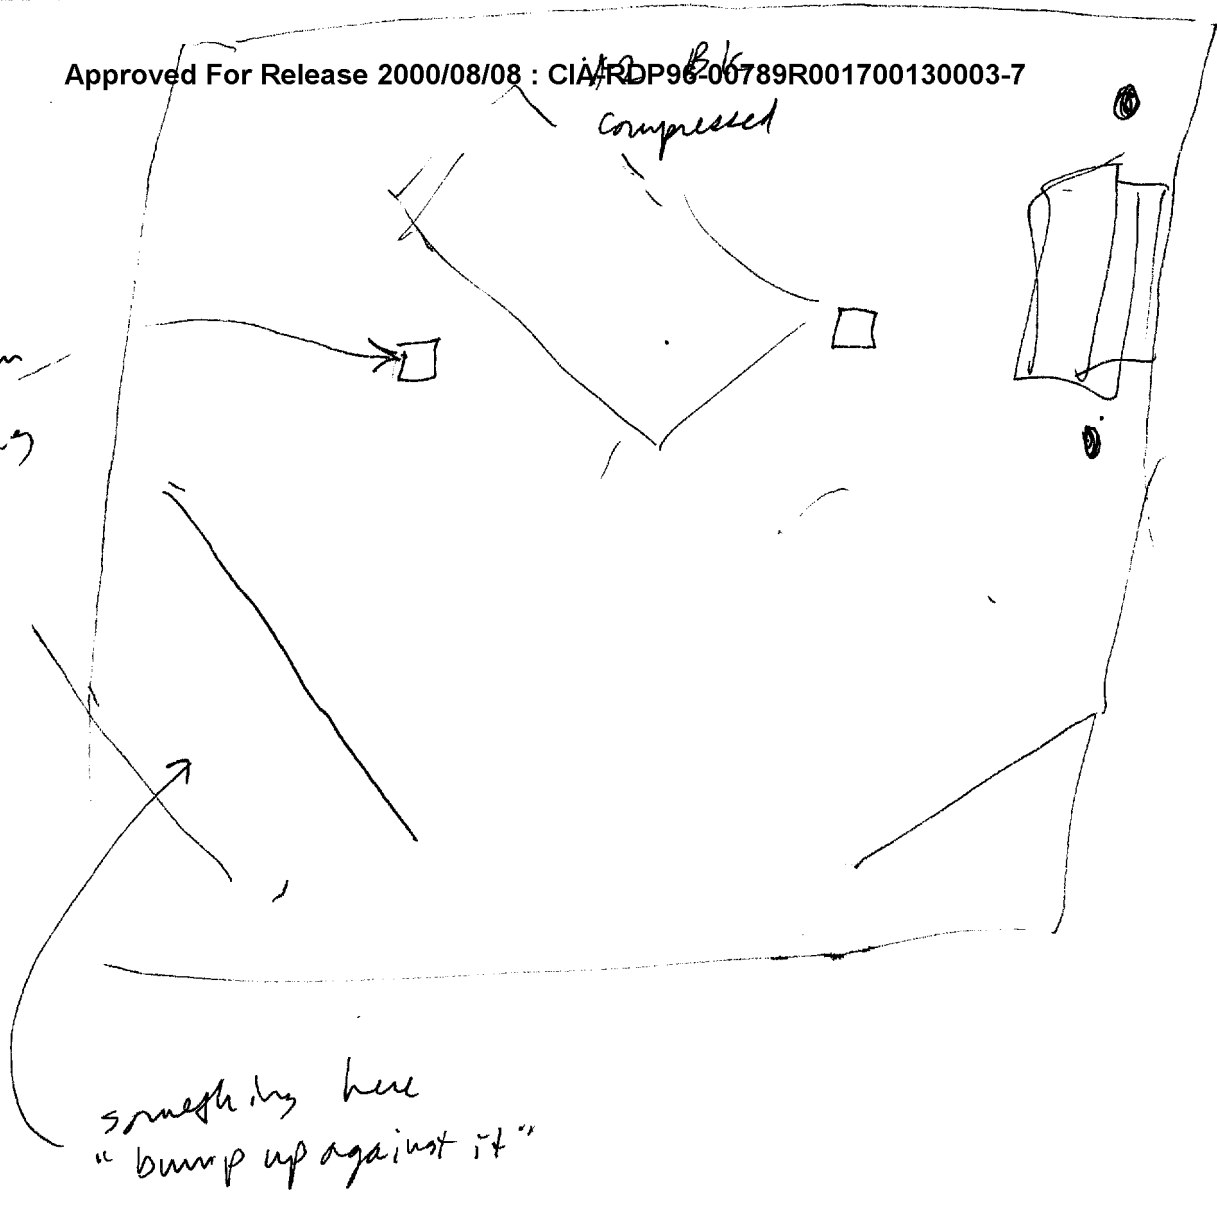 Approved For Release 2000/08/08 : CIA-RDP96-00789R001700130003-7
compressed
something here
"bump up against it"